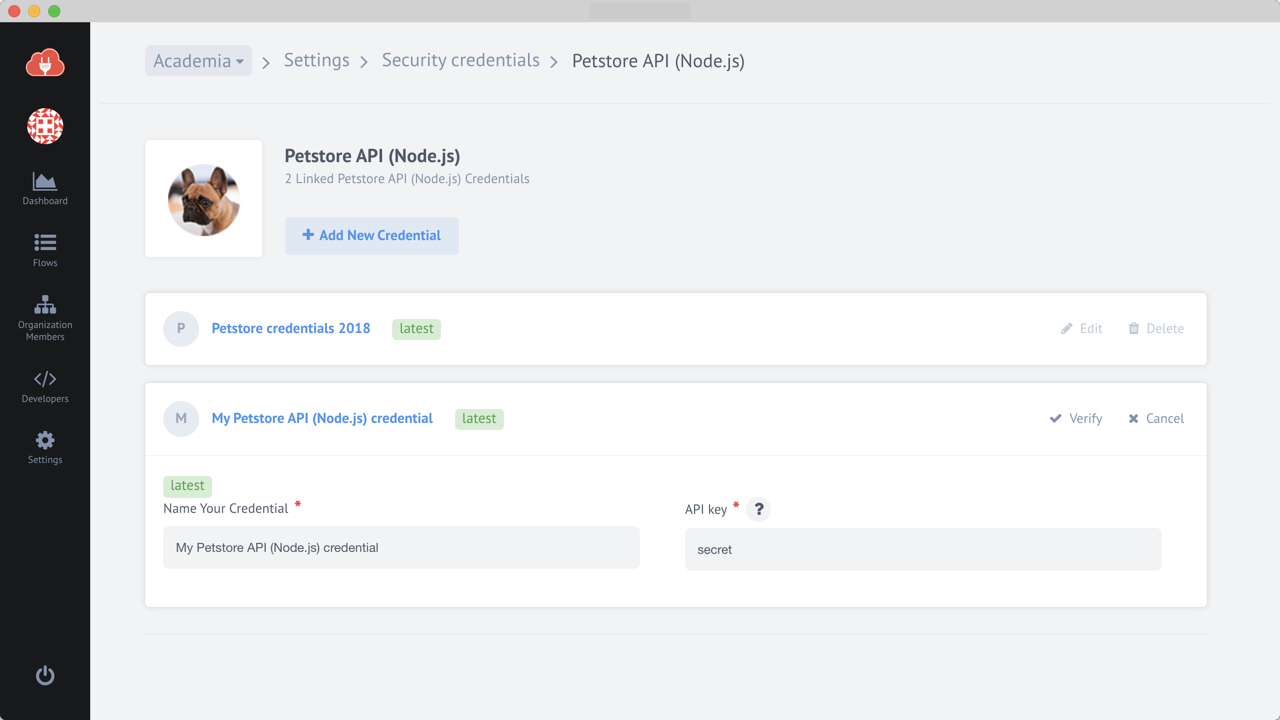 Academia
Settings
Security credentials
Petstore API (Node.js)
Dashboard
Flows
Organization
Members
Developers
Settings
Petstore API (Node.js)
2 Linked Petstore API (Node.js) Credentials
Add New Credential
P
Petstore credentials 2018
latest
Edit
Delete
M
My Petstore API (Node.js) credential
latest
Verify
Cancel
latest
Name Your Credential *
My Petstore API (Node.js) credential
API key * ?
secret